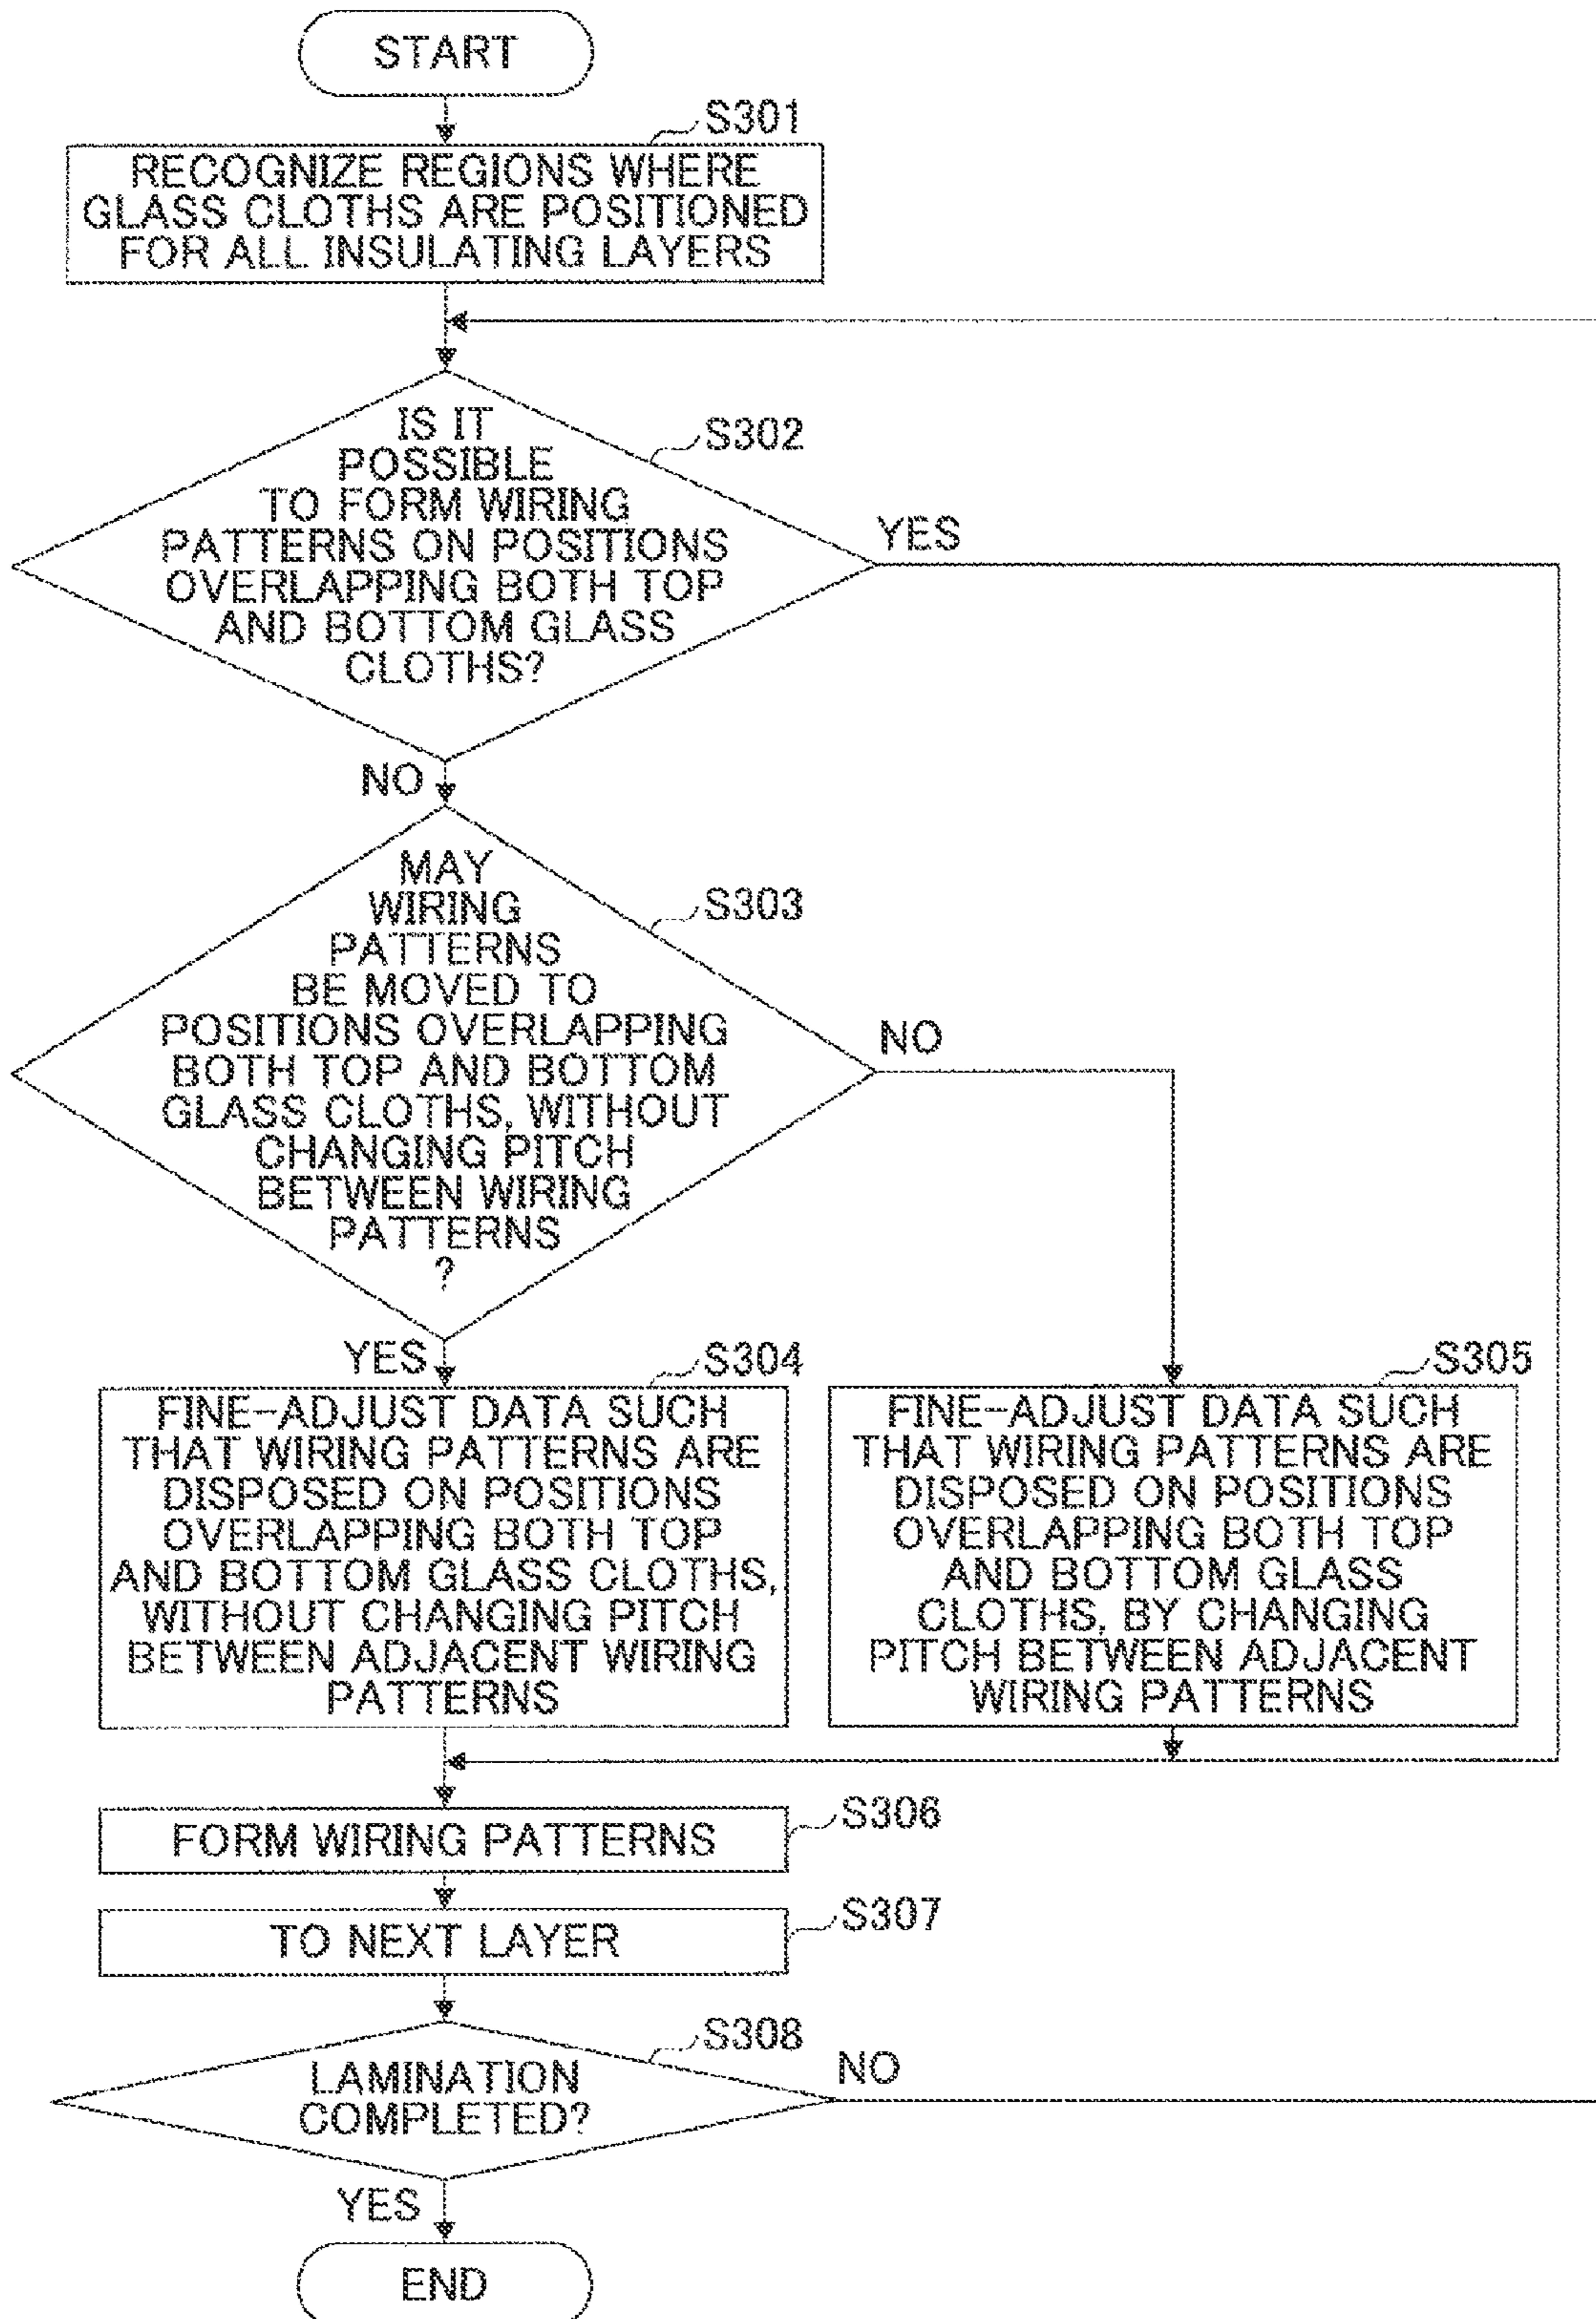 START
S301
RECOGNIZE REGIONS WHERE
GLASS CLOTHS ARE POSITIONED
FOR ALL INSULATING LAYERS
S302
IS IT
POSSIBLE
TO FORM WIRING
PATTERNS ON POSITIONS
OVERLAPPING BOTH TOP
AND BOTTOM GLASS
CLOTHS?
YES
NO
S303
MAY
WIRING
PATTERNS
BE MOVED TO
POSITIONS OVERLAPPING
BOTH TOP AND BOTTOM
GLASS CLOTHS, WITHOUT
CHANGING PITCH
BETWEEN WIRING
PATTERNS
?
NO
YES
S304
FINE-ADJUST DATA SUCH
THAT WIRING PATTERNS ARE
DISPOSED ON POSITIONS
OVERLAPPING BOTH TOP
AND BOTTOM GLASS CLOTHS,
WITHOUT CHANGING PITCH
BETWEEN ADJACENT WIRING
PATTERNS
S305
FINE-ADJUST DATA SUCH
THAT WIRING PATTERNS ARE
DISPOSED ON POSITIONS
OVERLAPPING BOTH TOP
AND BOTTOM GLASS
CLOTHS, BY CHANGING
PITCH BETWEEN ADJACENT
WIRING PATTERNS
S306
FORM WIRING PATTERNS
S307
TO NEXT LAYER
S308
LAMINATION
COMPLETED?
NO
YES
END